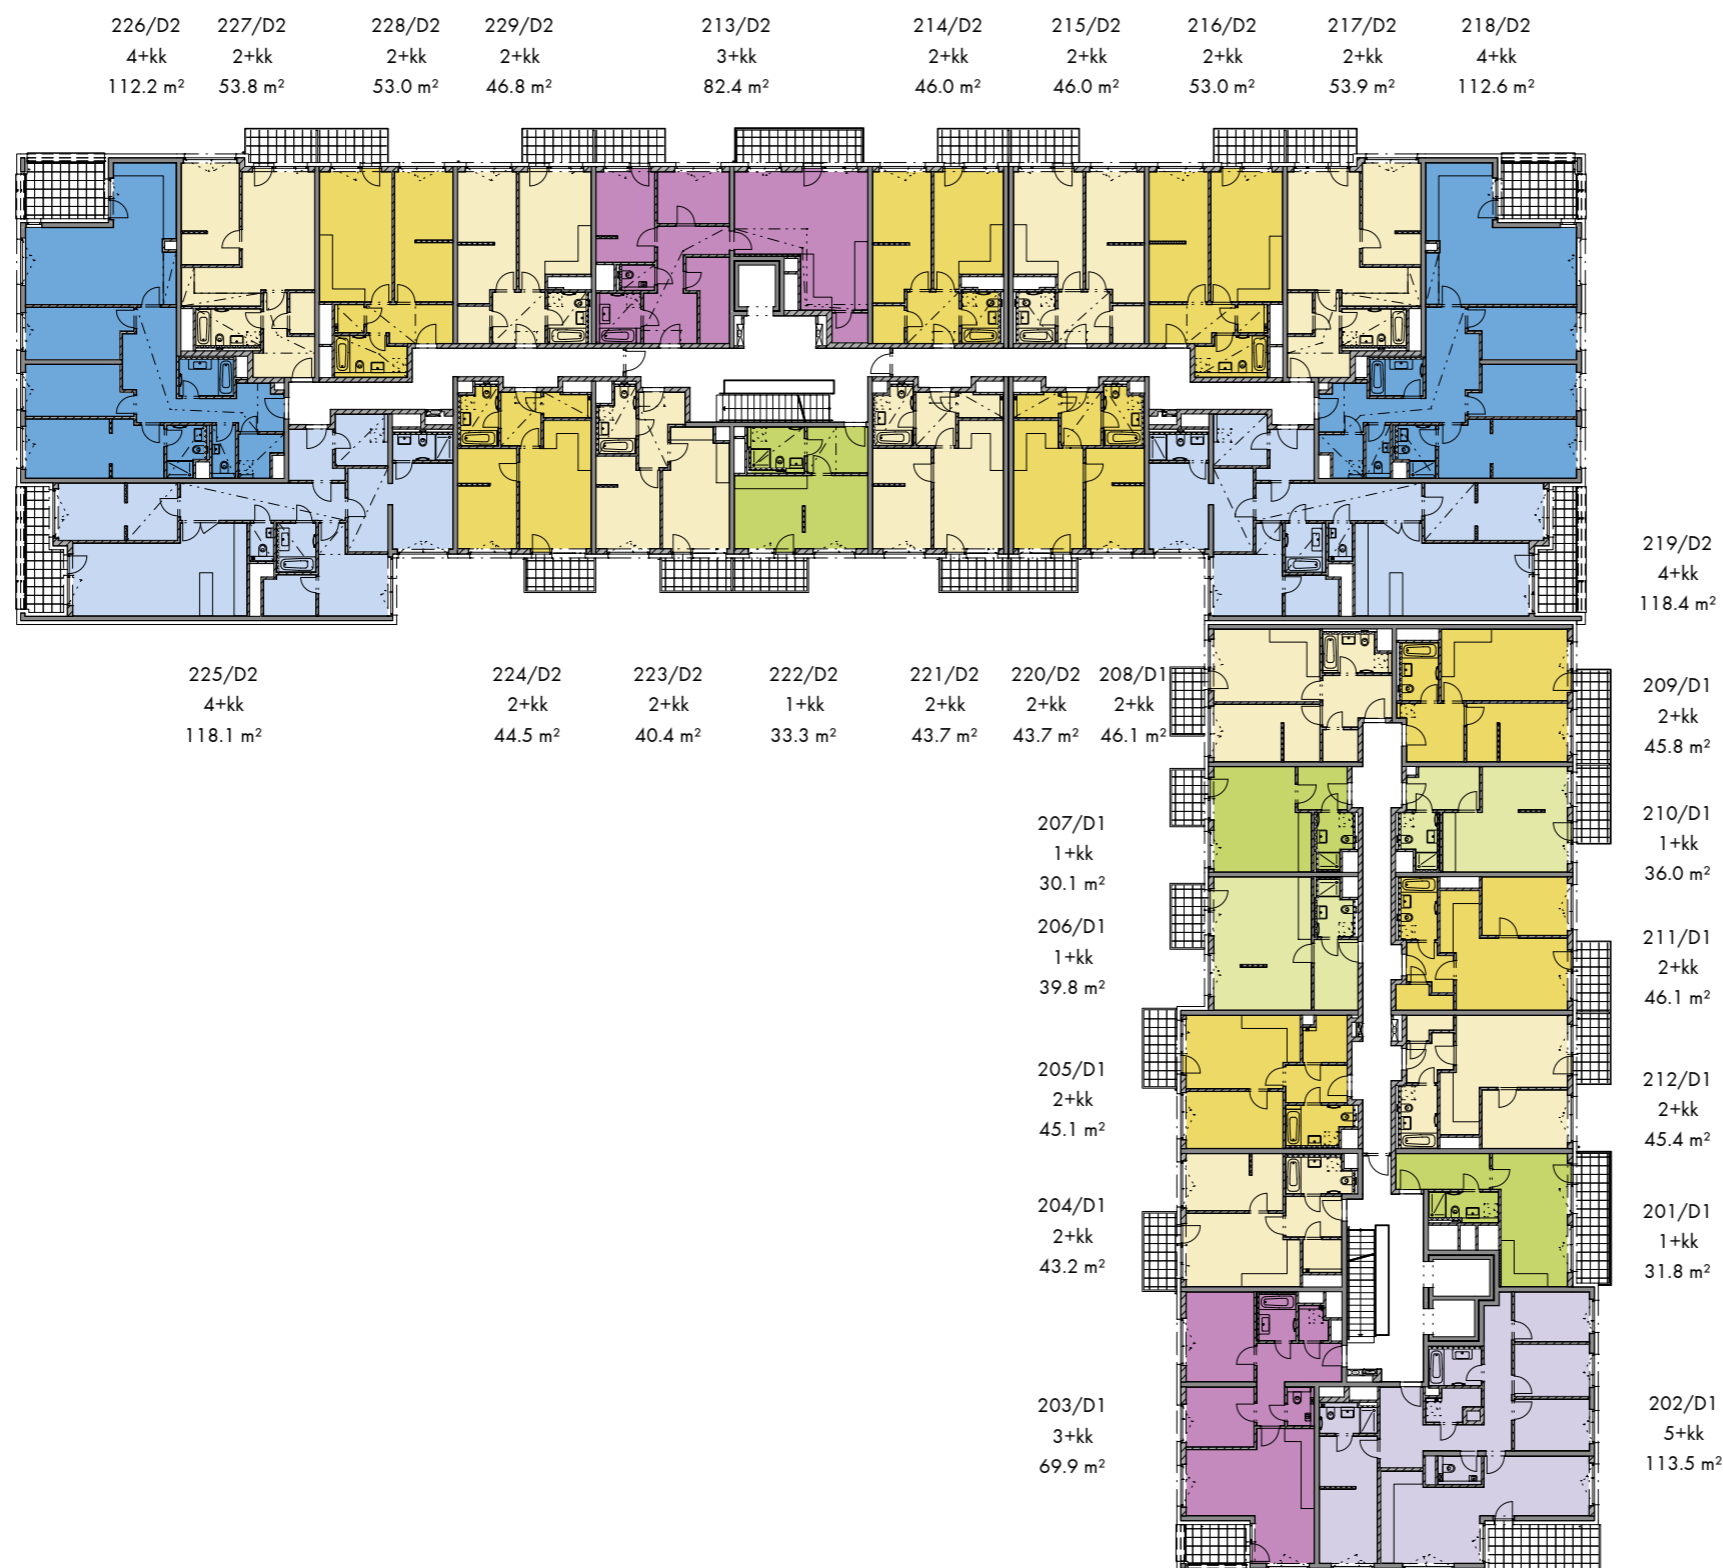 226/D2
4+kk
112.2 m²
227/D2
2+kk
53.8 m²
228/D2
2+kk
53.0 m²
229/D2
2+kk
46.8 m²
213/D2
3+kk
82.4 m²
214/D2
2+kk
46.0 m²
215/D2
2+kk
46.0 m²
216/D2
2+kk
53.0 m²
217/D2
2+kk
53.9 m²
218/D2
4+kk
112.6 m²
219/D2
4+kk
118.4 m²
225/D2
4+kk
118.1 m²
224/D2
2+kk
44.5 m²
223/D2
2+kk
40.4 m²
222/D2
1+kk
33.3 m²
221/D2
2+kk
43.7 m²
220/D2
2+kk
43.7 m²
208/D1
2+kk
46.1 m²
209/D1
2+kk
45.8 m²
207/D1
1+kk
30.1 m²
210/D1
1+kk
36.0 m²
206/D1
1+kk
39.8 m²
211/D1
2+kk
46.1 m²
205/D1
2+kk
45.1 m²
212/D1
2+kk
45.4 m²
204/D1
2+kk
43.2 m²
201/D1
1+kk
31.8 m²
203/D1
3+kk
69.9 m²
202/D1
5+kk
113.5 m²